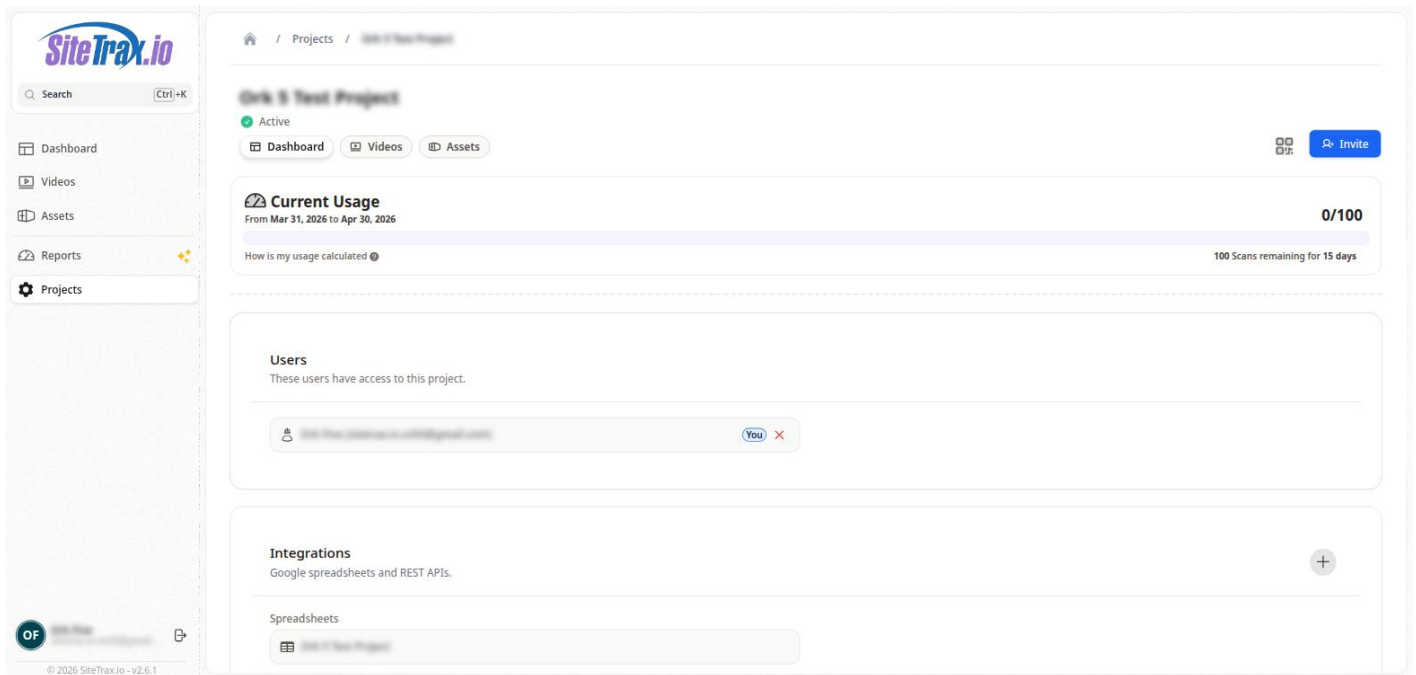 SiteTrax.io
Search Ctrl+K
Dashboard
Videos
Assets
Reports
Projects
OF
© 2026 SiteTrax.io - v2.6.1
/ Projects /
Active
Dashboard Videos Assets
Invite
Current Usage
From Mar 31, 2026 to Apr 30, 2026
0/100
How is my usage calculated
100 Scans remaining for 15 days
Users
These users have access to this project.
You
Integrations
Google spreadsheets and REST APIs.
Spreadsheets